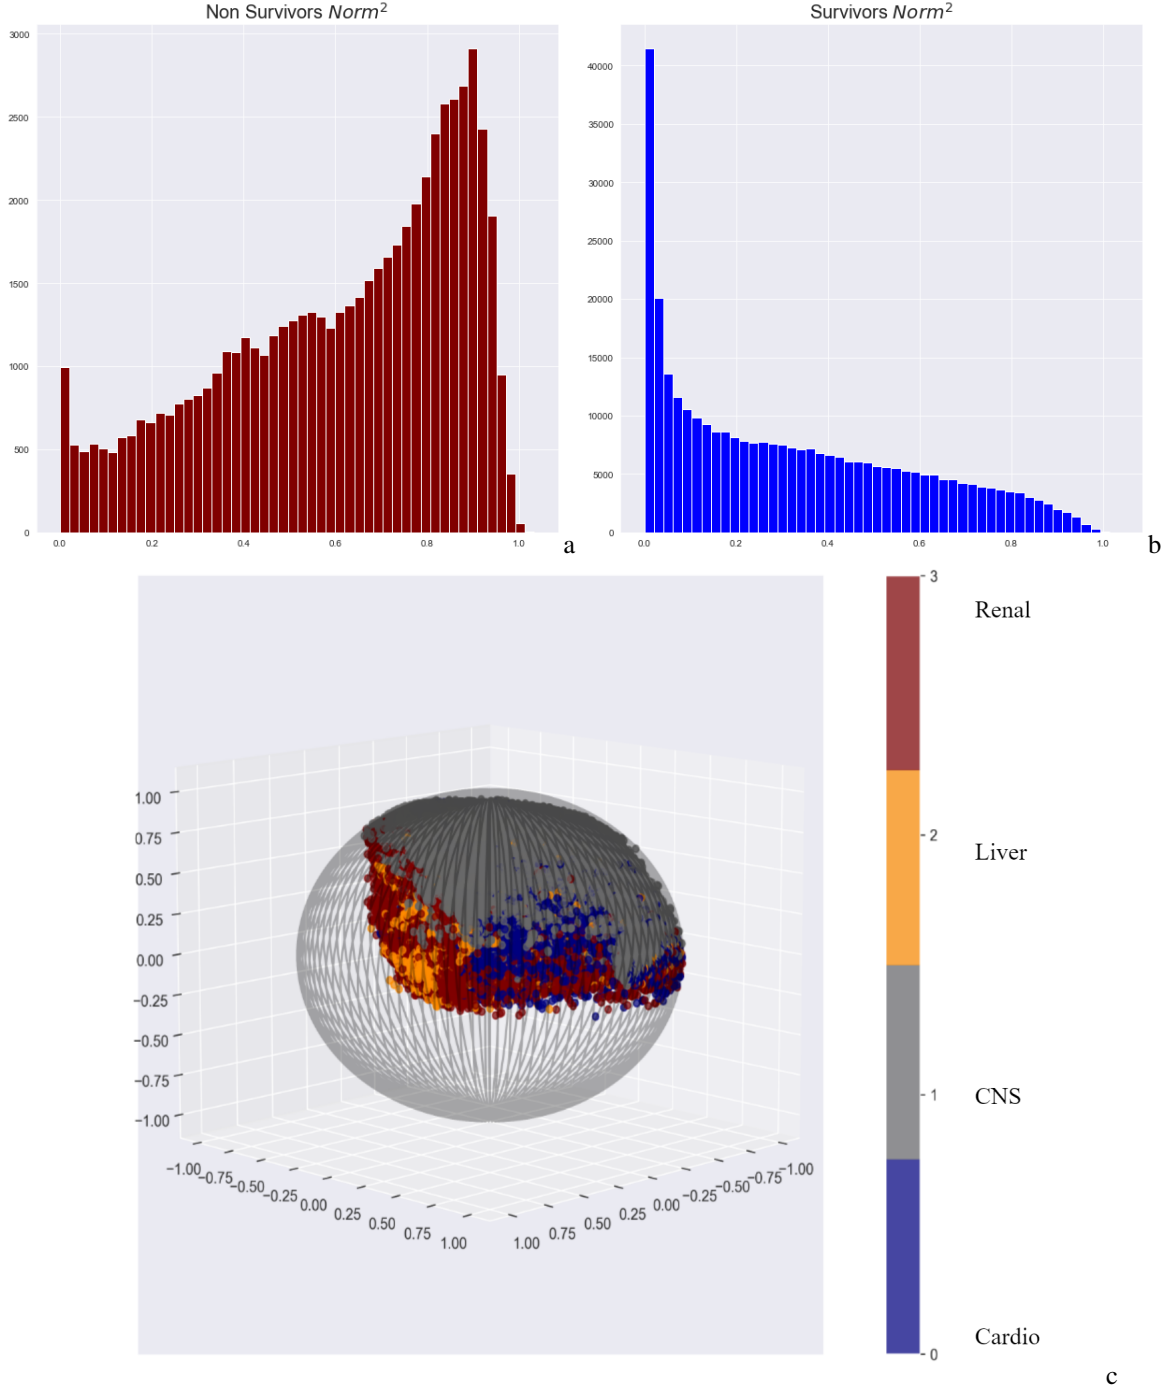 Non Survivors Norm²
3000
2500
2000
1500
1000
500
0
0.0 0.2 0.4 0.6 0.8 1.0
a
Survivors Norm²
40000
35000
30000
25000
20000
15000
10000
5000
0
0.0 0.2 0.4 0.6 0.8 1.0
b
1.00
0.75
0.50
0.25
0.00
−0.25
−0.50
−0.75
−1.00
−1.00 −0.75 −0.50 −0.25 0.00 0.25 0.50 0.75 1.00
1.00 0.75 0.50 0.25 0.00 −0.25 −0.50 −0.75 −1.00
3
Renal
2
Liver
1
CNS
0
Cardio
c